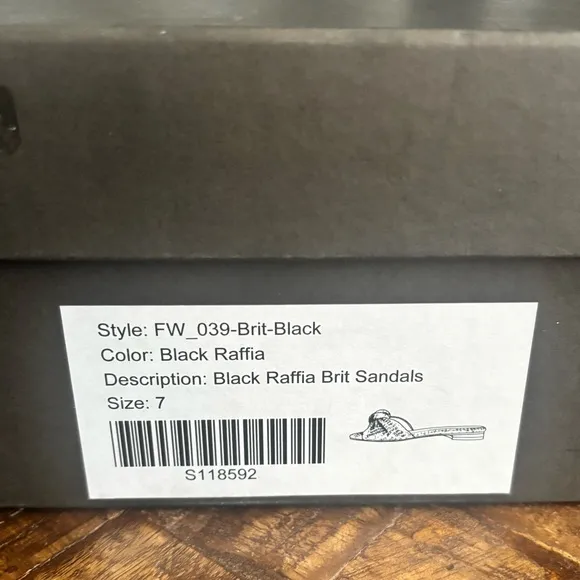 Style: FW_039-Brit-Black
Color: Black Raffia
Description: Black Raffia Brit Sandals
Size: 7
S118592